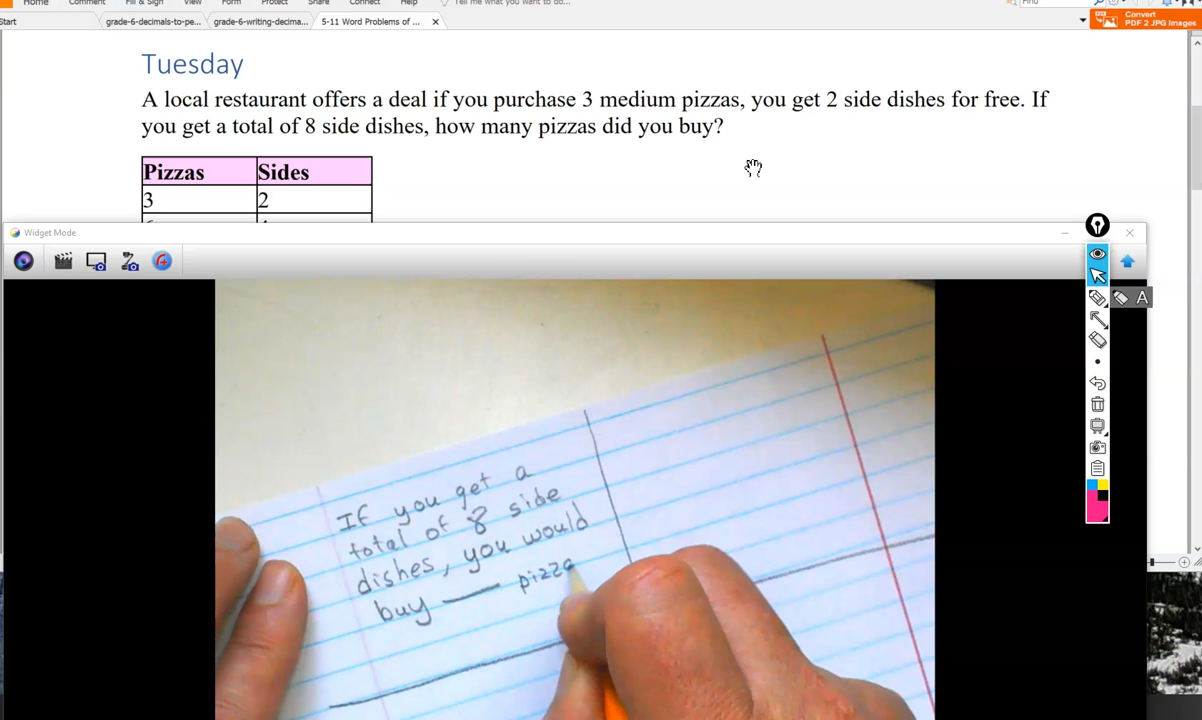 Home Comment Fill & Sign Protect Share Connect Help Tell me what you want to do... Find
Start grade-6-decimals-to-pe... grade-6-writing-decima... 5-11 Word Problems of ...
Convert
PDF 2 JPG Images
Tuesday
A local restaurant offers a deal if you purchase 3 medium pizzas, you get 2 side dishes for free. If
you get a total of 8 side dishes, how many pizzas did you buy?
Pizzas Sides
3 2
Widget Mode
A
If you get a
total of 8 side
dishes, you would
buy ___ pizza